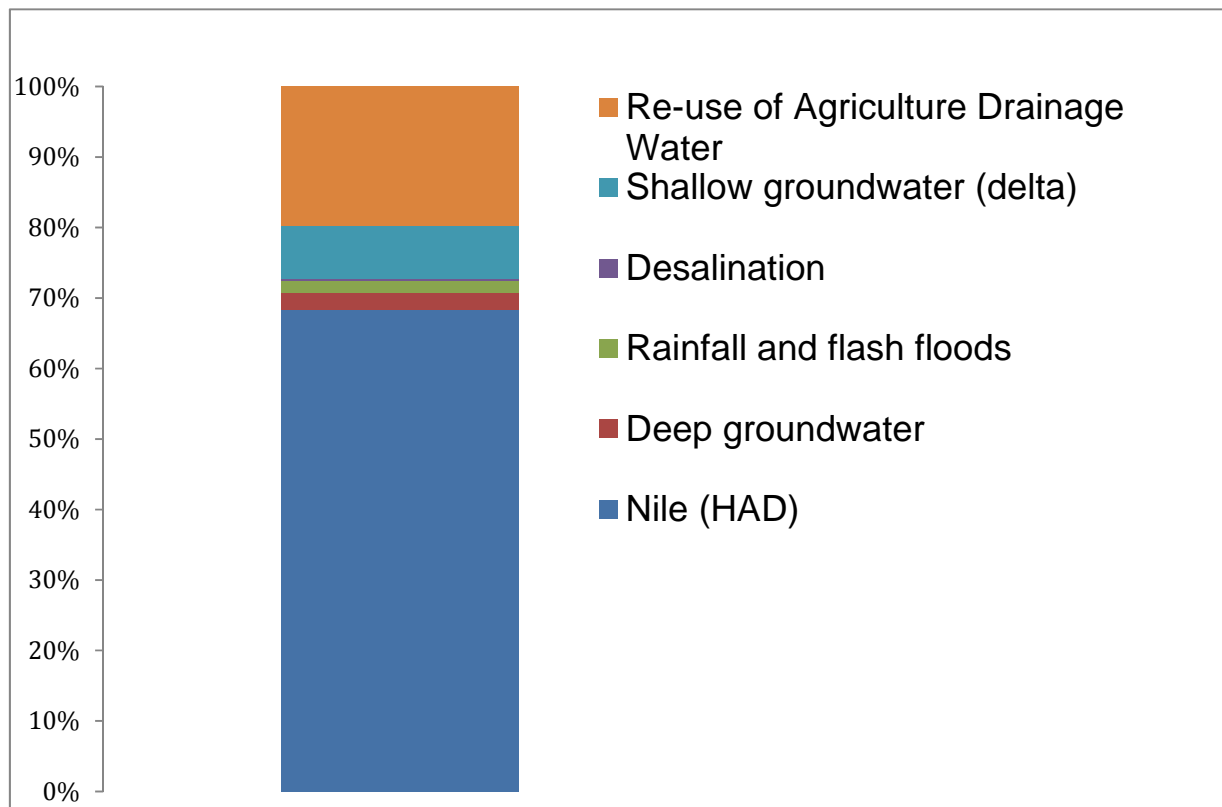 100%
90%
80%
70%
60%
50%
40%
30%
20%
10%
0%
Re-use of Agriculture Drainage
Water
Shallow groundwater (delta)
Desalination
Rainfall and flash floods
Deep groundwater
Nile (HAD)